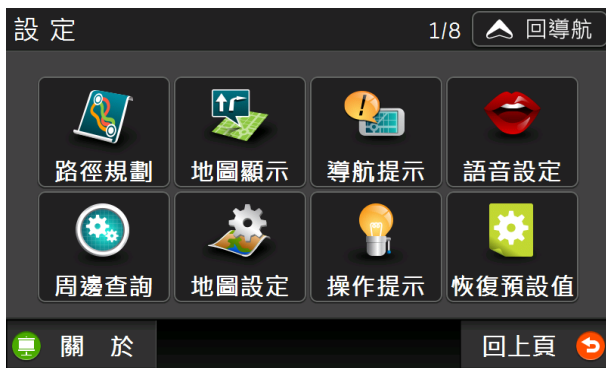 設定 1/8 回導航
路徑規劃 地圖顯示 導航提示 語音設定
周邊查詢 地圖設定 操作提示 恢復預設值
關於 回上頁